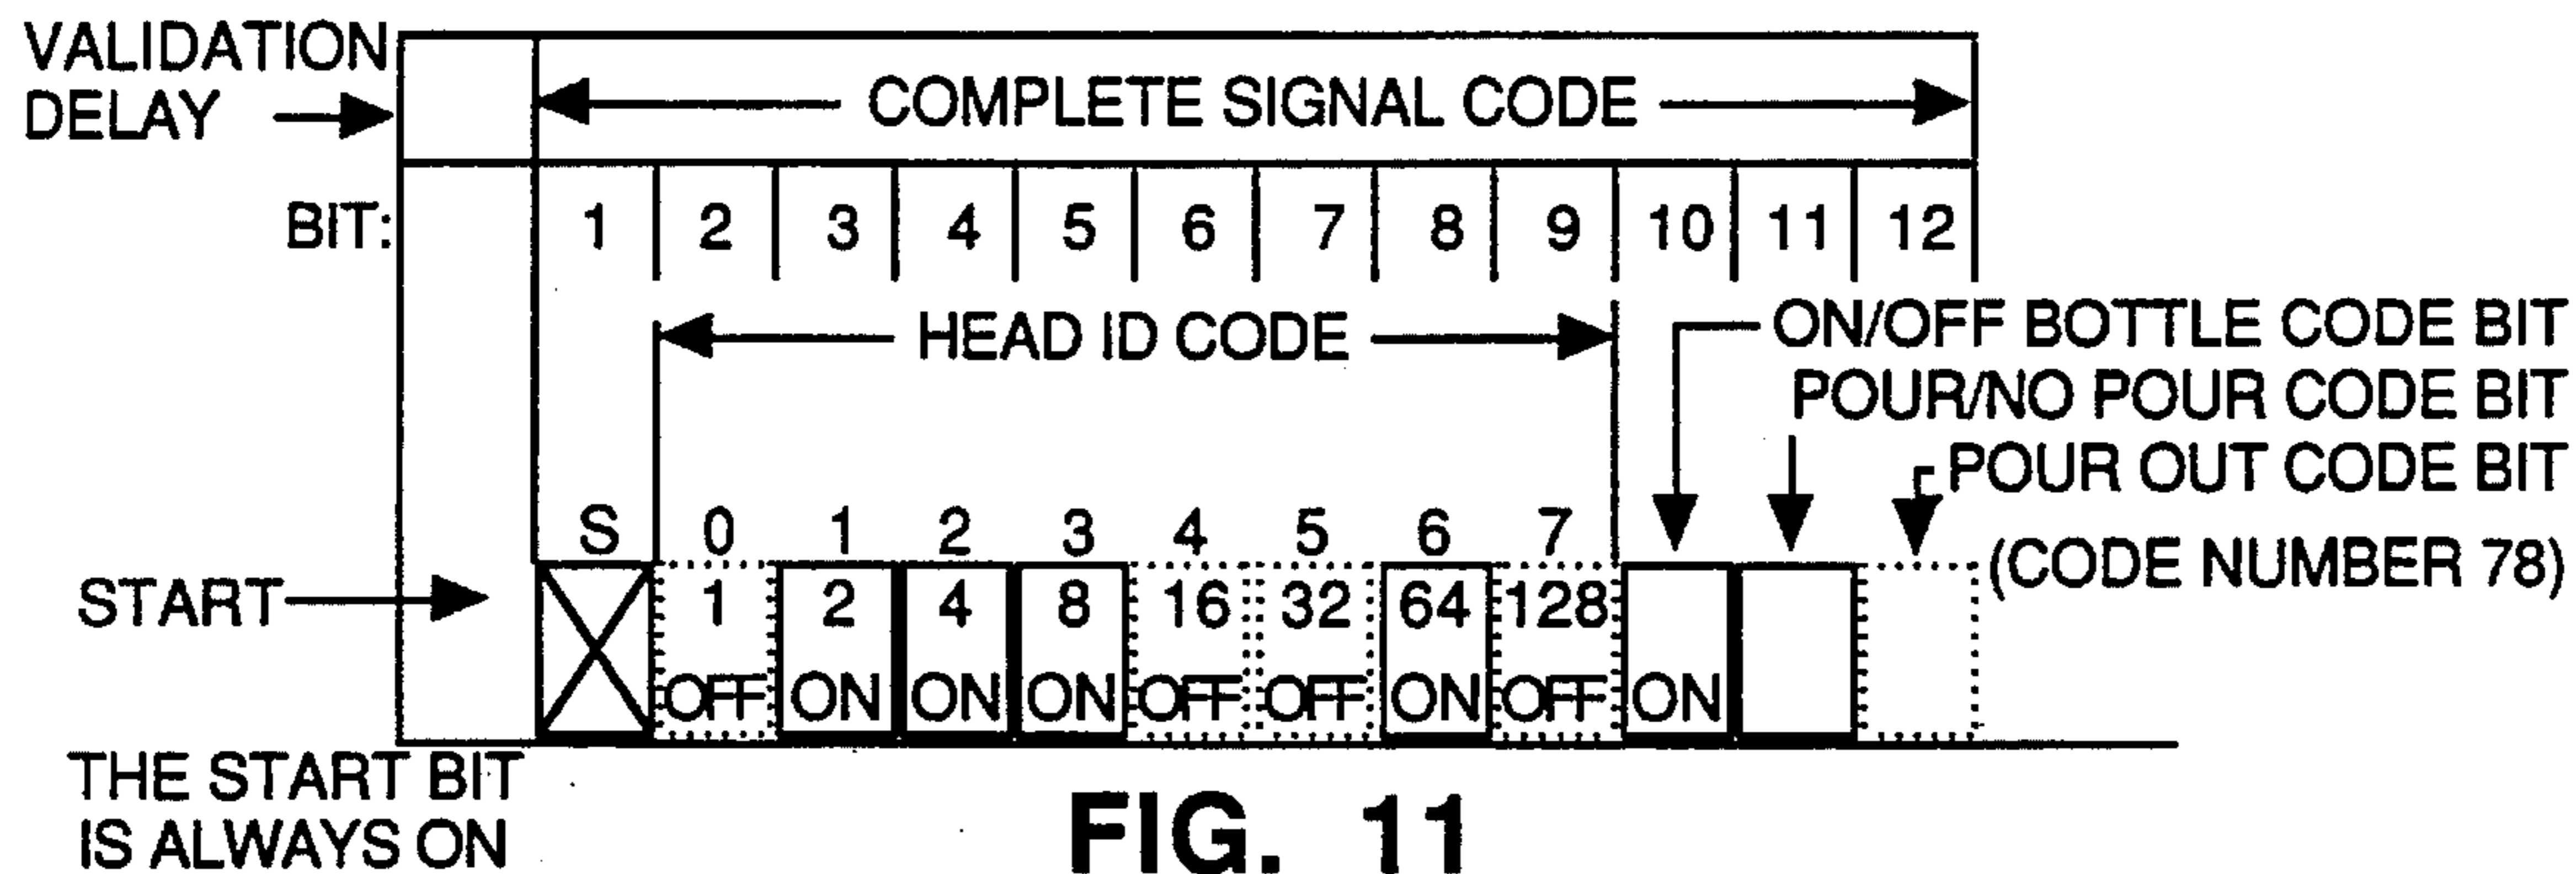 VALIDATION
DELAY
COMPLETE SIGNAL CODE
BIT: 1 2 3 4 5 6 7 8 9 10 11 12
HEAD ID CODE
ON/OFF BOTTLE CODE BIT
POUR/NO POUR CODE BIT
POUR OUT CODE BIT
(CODE NUMBER 78)
S 0 1 2 3 4 5 6 7
START 1 2 4 8 16 32 64 128
OFF ON ON ON OFF OFF ON OFF ON
THE START BIT
IS ALWAYS ON
FIG. 11